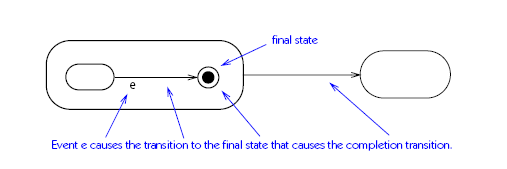 final state
e
Event e causes the transition to the final state that causes the completion transition.